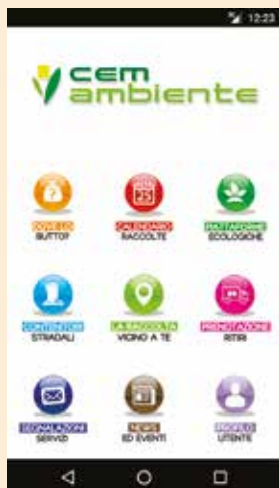 12:23
cem
ambiente
25
DOVE LO
BUTTO?
CALENDARIO
RACCOLTE
PIATTAFORME
ECOLOGICHE
CONTENITORI
STRADALI
LA RACCOLTA
VICINO A TE
PRENOTAZIONE
RITIRI
SEGNALAZIONI
SERVIZI
NEWS
ED EVENTI
PROFILO
UTENTE